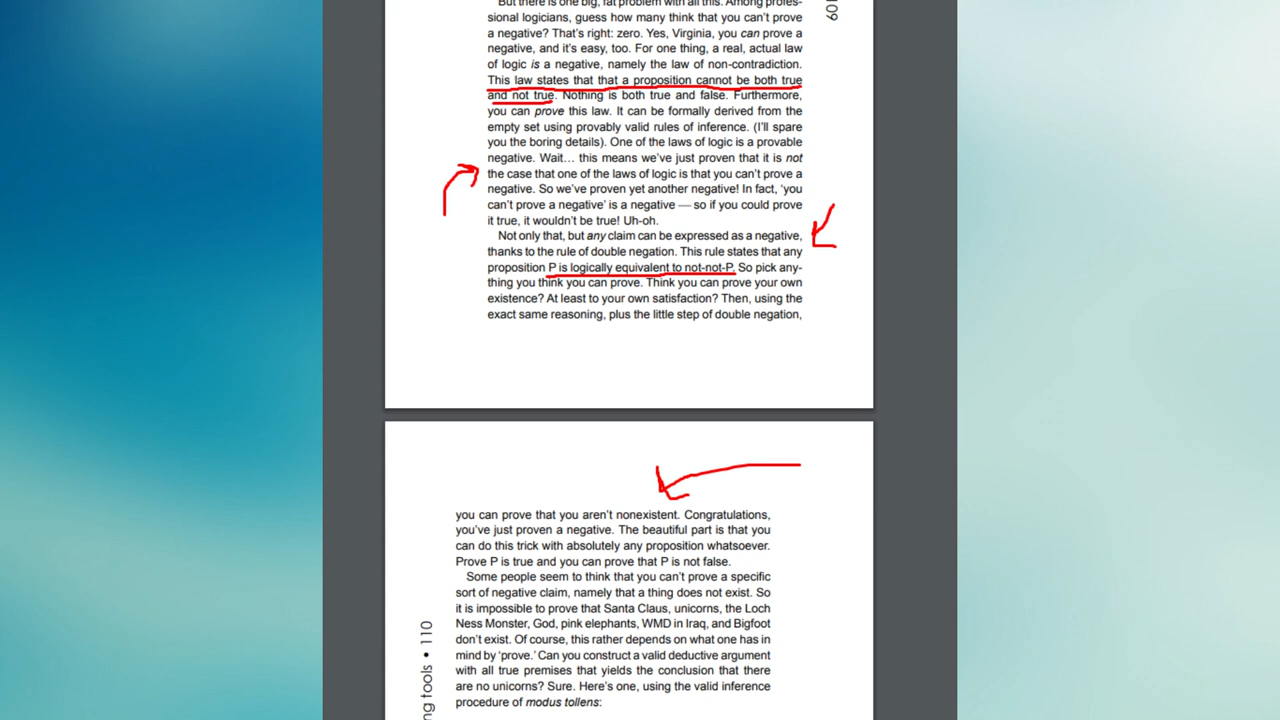 But there is one big, fat problem with all this. Among profes-
sional logicians, guess how many think that you can't prove
a negative? That's right: zero. Yes, Virginia, you can prove a
negative, and it's easy, too. For one thing, a real, actual law
of logic is a negative, namely the law of non-contradiction.
This law states that that a proposition cannot be both true
and not true. Nothing is both true and false. Furthermore,
you can prove this law. It can be formally derived from the
empty set using provably valid rules of inference. (I'll spare
you the boring details). One of the laws of logic is a provable
negative. Wait… this means we've just proven that it is not
the case that one of the laws of logic is that you can't prove a
negative. So we've proven yet another negative! In fact, 'you
can't prove a negative' is a negative — so if you could prove
it true, it wouldn't be true! Uh-oh.
Not only that, but any claim can be expressed as a negative,
thanks to the rule of double negation. This rule states that any
proposition P is logically equivalent to not-not-P. So pick any-
thing you think you can prove. Think you can prove your own
existence? At least to your own satisfaction? Then, using the
exact same reasoning, plus the little step of double negation,
109
you can prove that you aren't nonexistent. Congratulations,
you've just proven a negative. The beautiful part is that you
can do this trick with absolutely any proposition whatsoever.
Prove P is true and you can prove that P is not false.
Some people seem to think that you can't prove a specific
sort of negative claim, namely that a thing does not exist. So
it is impossible to prove that Santa Claus, unicorns, the Loch
Ness Monster, God, pink elephants, WMD in Iraq, and Bigfoot
don't exist. Of course, this rather depends on what one has in
mind by 'prove.' Can you construct a valid deductive argument
with all true premises that yields the conclusion that there
are no unicorns? Sure. Here's one, using the valid inference
procedure of modus tollens:
ng tools • 110